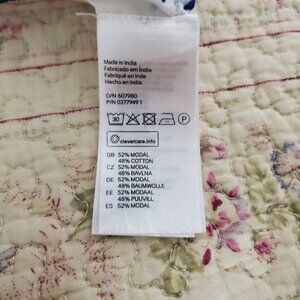 Made in India
Fabricado em Índia
Fabriqué en Inde
Hecho en India
O/N 607980
P/N 0277949 1
30
P
clevercare.info
GB 52% MODAL
48% COTTON
CZ 52% MODAL
48% BAVLNA
DE 52% MODAL
48% BAUMWOLLE
EE 52% MODAAL
48% PUUVILL
ES 52% MODAL